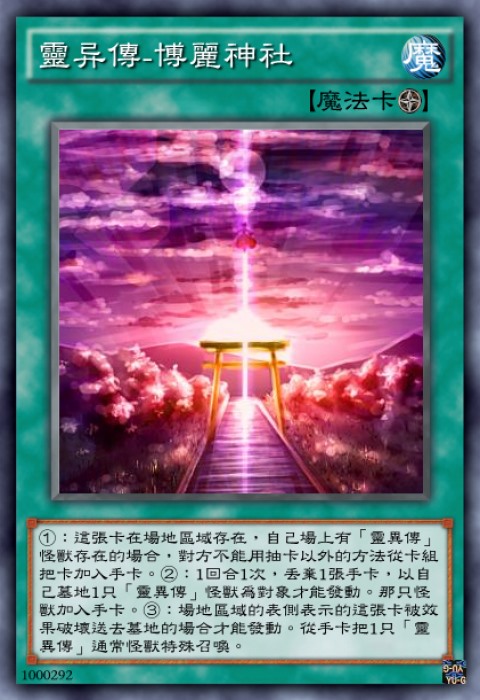 靈异傳-博麗神社
魔
【魔法卡】
①：這張卡在場地區域存在，自己場上有「靈異傳」
怪獸存在的場合，對方不能用抽卡以外的方法從卡組
把卡加入手卡。②：1回合1次，丟棄1張手卡，以自
己墓地1只「靈異傳」怪獸爲對象才能發動。那只怪
獸加入手卡。③：場地區域的表側表示的這張卡被效
果破壞送去墓地的場合才能發動。從手卡把1只「靈
異傳」通常怪獸特殊召喚。
1000292